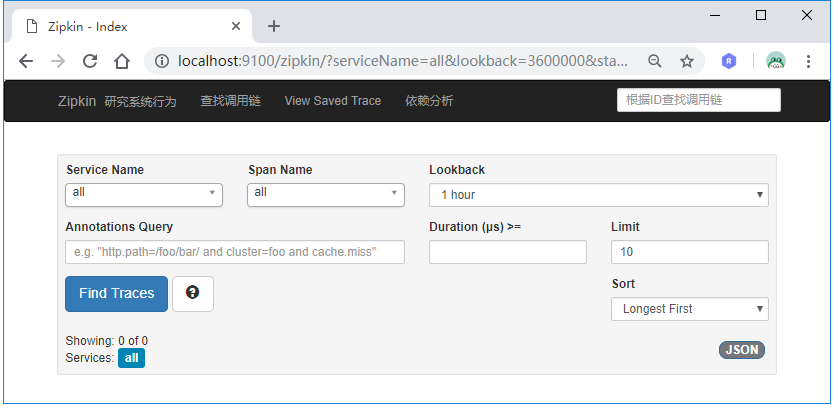 Zipkin - Index
localhost:9100/zipkin/?serviceName=all&lookback=3600000&sta...
R
Zipkin 研究系统行为 查找调用链 View Saved Trace 依赖分析 根据ID查找调用链
Service Name Span Name Lookback
all all 1 hour
Annotations Query Duration (μs) >= Limit
e.g. "http.path=/foo/bar/ and cluster=foo and cache.miss" 10
Find Traces ? Sort
Longest First
Showing: 0 of 0
Services: all JSON